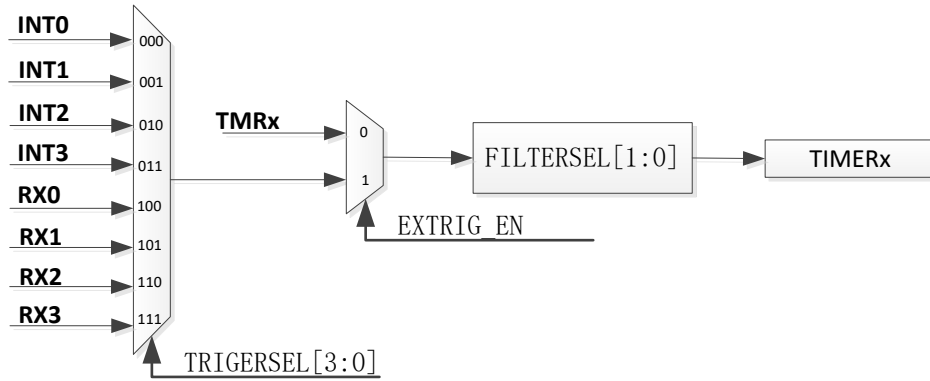 INT0
000
INT1
001
INT2
010
TMRx
0
INT3
011
FILTERSEL[1:0]
TIMERx
1
RX0
100
EXTRIG_EN
RX1
101
RX2
110
RX3
111
TRIGERSEL[3:0]